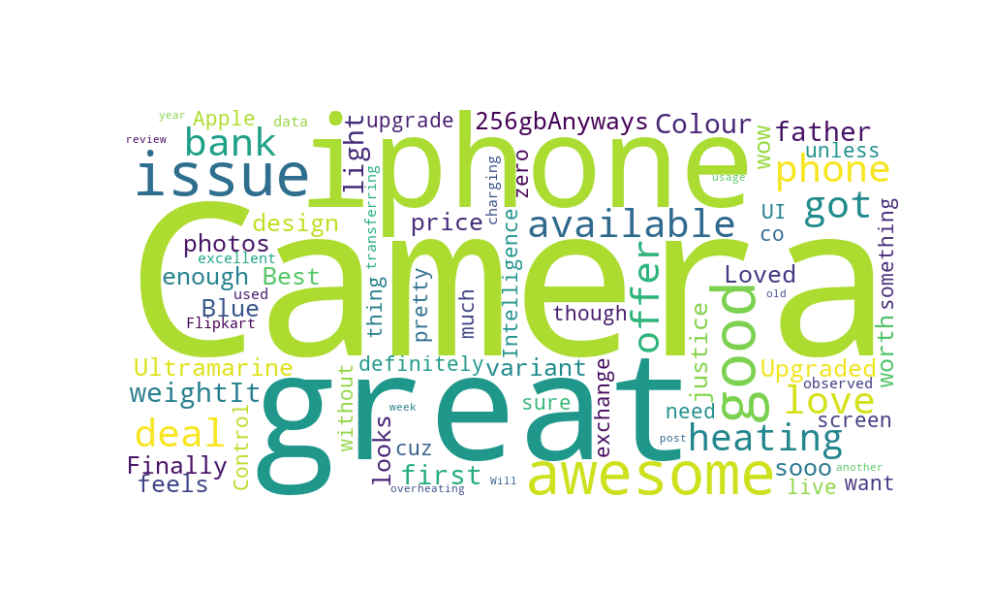 year
Apple
data
review
bank
issue
iphone
light
upgrade
256gbAnyways
Colour
wow
father
unless
phone
usage
zero
charging
transferring
design
price
available
got
UI
co
something
photos
excellent
enough
Best
used
Blue
Flipkart
Camera
thing
pretty
much
Intelligence
though
offer
Loved
old
good
worth
Ultramarine
weightIt
definitely
variant
justice
Upgraded
observed
great
without
week
sure
exchange
need
love
screen
deal
Control
looks
cuz
post
heating
Finally
feels
first
overheating
Will
awesome
sooo
another
live
want